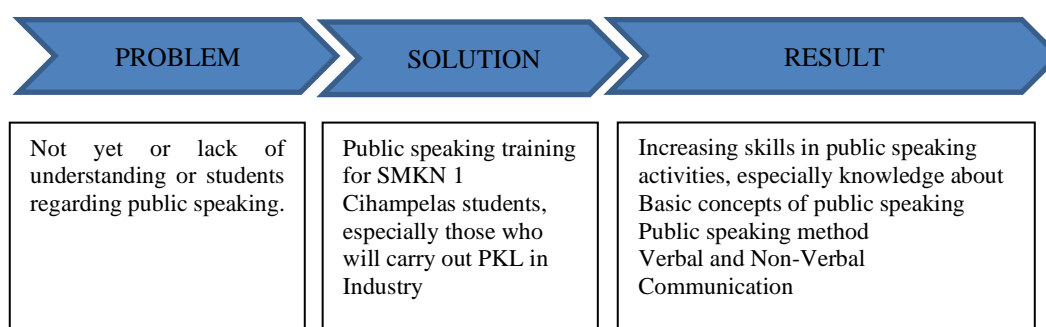 PROBLEM
SOLUTION
RESULT
Not yet or lack of
understanding or students
regarding public speaking.
Public speaking training
for SMKN 1
Cihampelas students,
especially those who
will carry out PKL in
Industry
Increasing skills in public speaking
activities, especially knowledge about
Basic concepts of public speaking
Public speaking method
Verbal and Non-Verbal
Communication